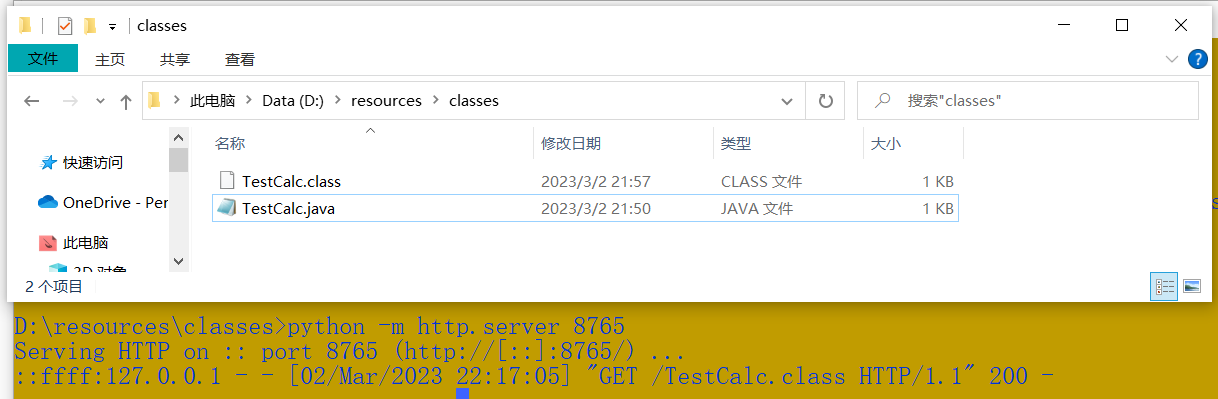 classes
文件 主页 共享 查看
此电脑 Data (D:) resources classes 搜索"classes"
名称 修改日期 类型 大小
快速访问
TestCalc.class 2023/3/2 21:57 CLASS 文件 1 KB
OneDrive - Per
TestCalc.java 2023/3/2 21:50 JAVA 文件 1 KB
此电脑
3D 对象
2 个项目
D:\resources\classes>python -m http.server 8765
Serving HTTP on :: port 8765 (http://[::]:8765/) ...
::ffff:127.0.0.1 - - [02/Mar/2023 22:17:05] "GET /TestCalc.class HTTP/1.1" 200 -